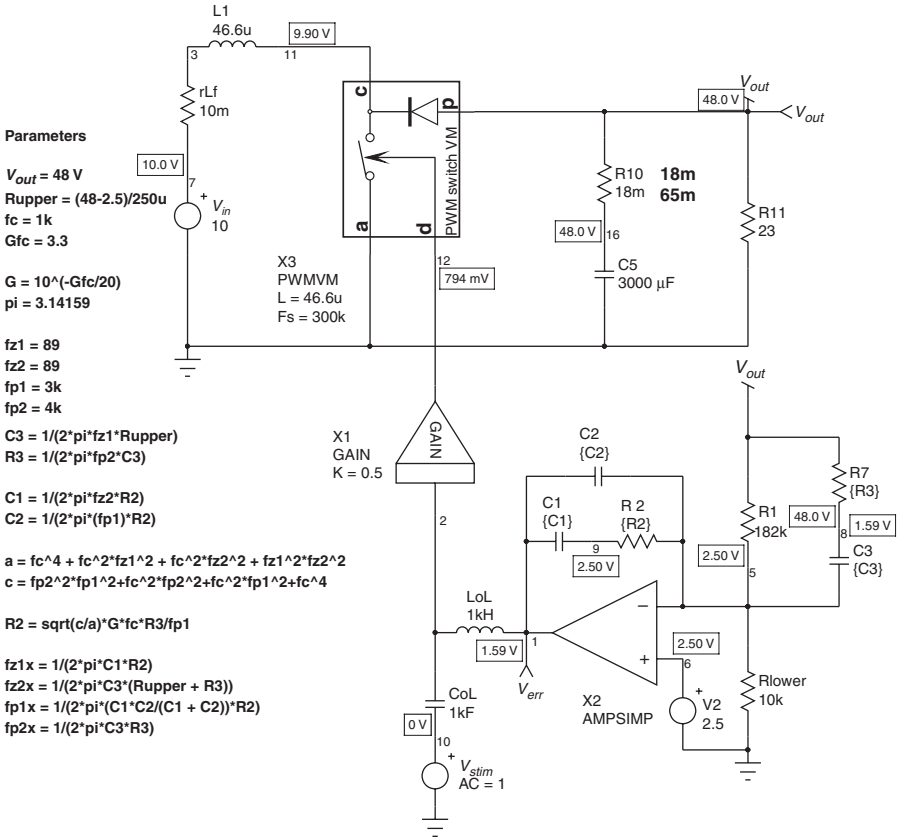 L1
46.6u
9.90 V
3
11
rLf
10m
10.0 V
7
+
Vin
10
Parameters
Vout = 48 V
Rupper = (48-2.5)/250u
fc = 1k
Gfc = 3.3
G = 10^(-Gfc/20)
pi = 3.14159
fz1 = 89
fz2 = 89
fp1 = 3k
fp2 = 4k
C3 = 1/(2*pi*fz1*Rupper)
R3 = 1/(2*pi*fp2*C3)
C1 = 1/(2*pi*fz2*R2)
C2 = 1/(2*pi*(fp1)*R2)
a = fc^4 + fc^2*fz1^2 + fc^2*fz2^2 + fz1^2*fz2^2
c = fp2^2*fp1^2+fc^2*fp2^2+fc^2*fp1^2+fc^4
R2 = sqrt(c/a)*G*fc*R3/fp1
fz1x = 1/(2*pi*C1*R2)
fz2x = 1/(2*pi*C3*(Rupper + R3))
fp1x = 1/(2*pi*(C1*C2/(C1 + C2))*R2)
fp2x = 1/(2*pi*C3*R3)
c
p
a
d
PWM switch VM
X3
PWMVM
L = 46.6u
Fs = 300k
12
794 mV
48.0 V
Vout
Vout
R10
18m
18m
65m
48.0 V
16
C5
3000 µF
R11
23
X1
GAIN
K = 0.5
GAIN
2
C2
{C2}
C1
{C1}
R 2
{R2}
9
2.50 V
Vout
R7
{R3}
R1
182k
48.0 V
8
1.59 V
2.50 V
5
C3
{C3}
LoL
1kH
1.59 V
1
Verr
−
+
2.50 V
6
X2
AMPSIMP
+
V2
2.5
Rlower
10k
CoL
1kF
0 V
10
+
Vstim
AC = 1